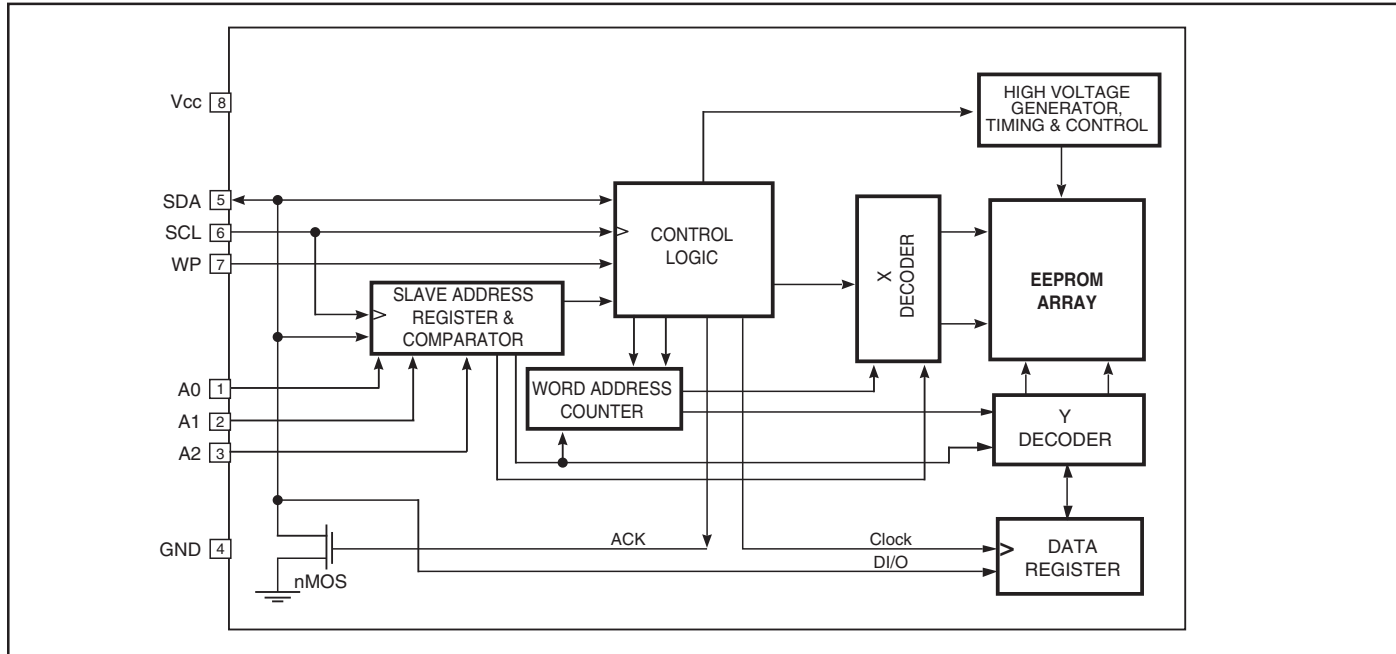 Vcc 8
HIGH VOLTAGE
GENERATOR,
TIMING & CONTROL
SDA 5
SCL 6
WP 7
CONTROL
LOGIC
X
DECODER
EEPROM
ARRAY
SLAVE ADDRESS
REGISTER &
COMPARATOR
A0 1
A1 2
A2 3
WORD ADDRESS
COUNTER
Y
DECODER
GND 4
nMOS
ACK
Clock
DI/O
DATA
REGISTER